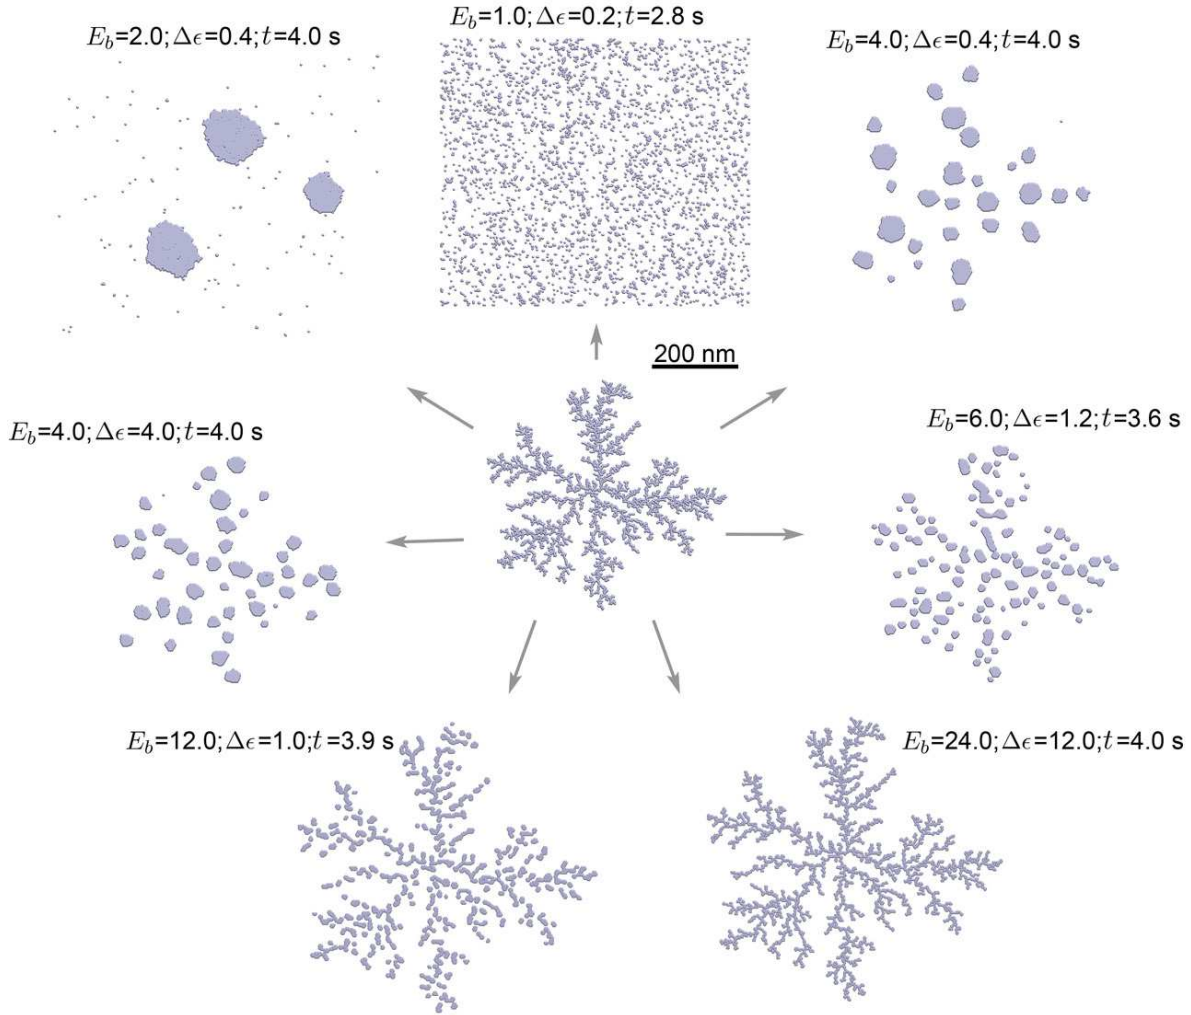 E_b=2.0;Δϵ=0.4;t=4.0 s
E_b=1.0;Δϵ=0.2;t=2.8 s
E_b=4.0;Δϵ=0.4;t=4.0 s
200 nm
E_b=4.0;Δϵ=4.0;t=4.0 s
E_b=6.0;Δϵ=1.2;t=3.6 s
E_b=12.0;Δϵ=1.0;t=3.9 s
E_b=24.0;Δϵ=12.0;t=4.0 s